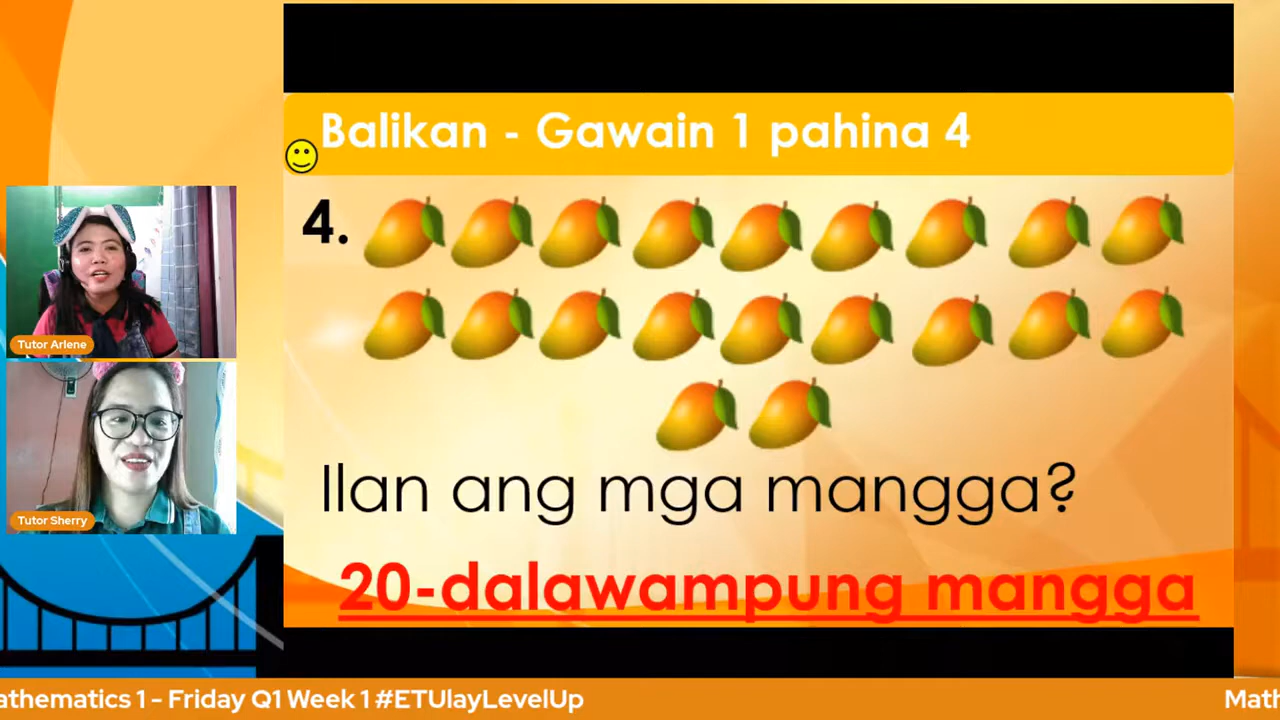 Balikan - Gawain 1 pahina 4
4.
Ilan ang mga mangga?
20-dalawampung mangga
Tutor Arlene
Tutor Sherry
athematics 1 - Friday Q1 Week 1 #ETUlayLevelUp
Math